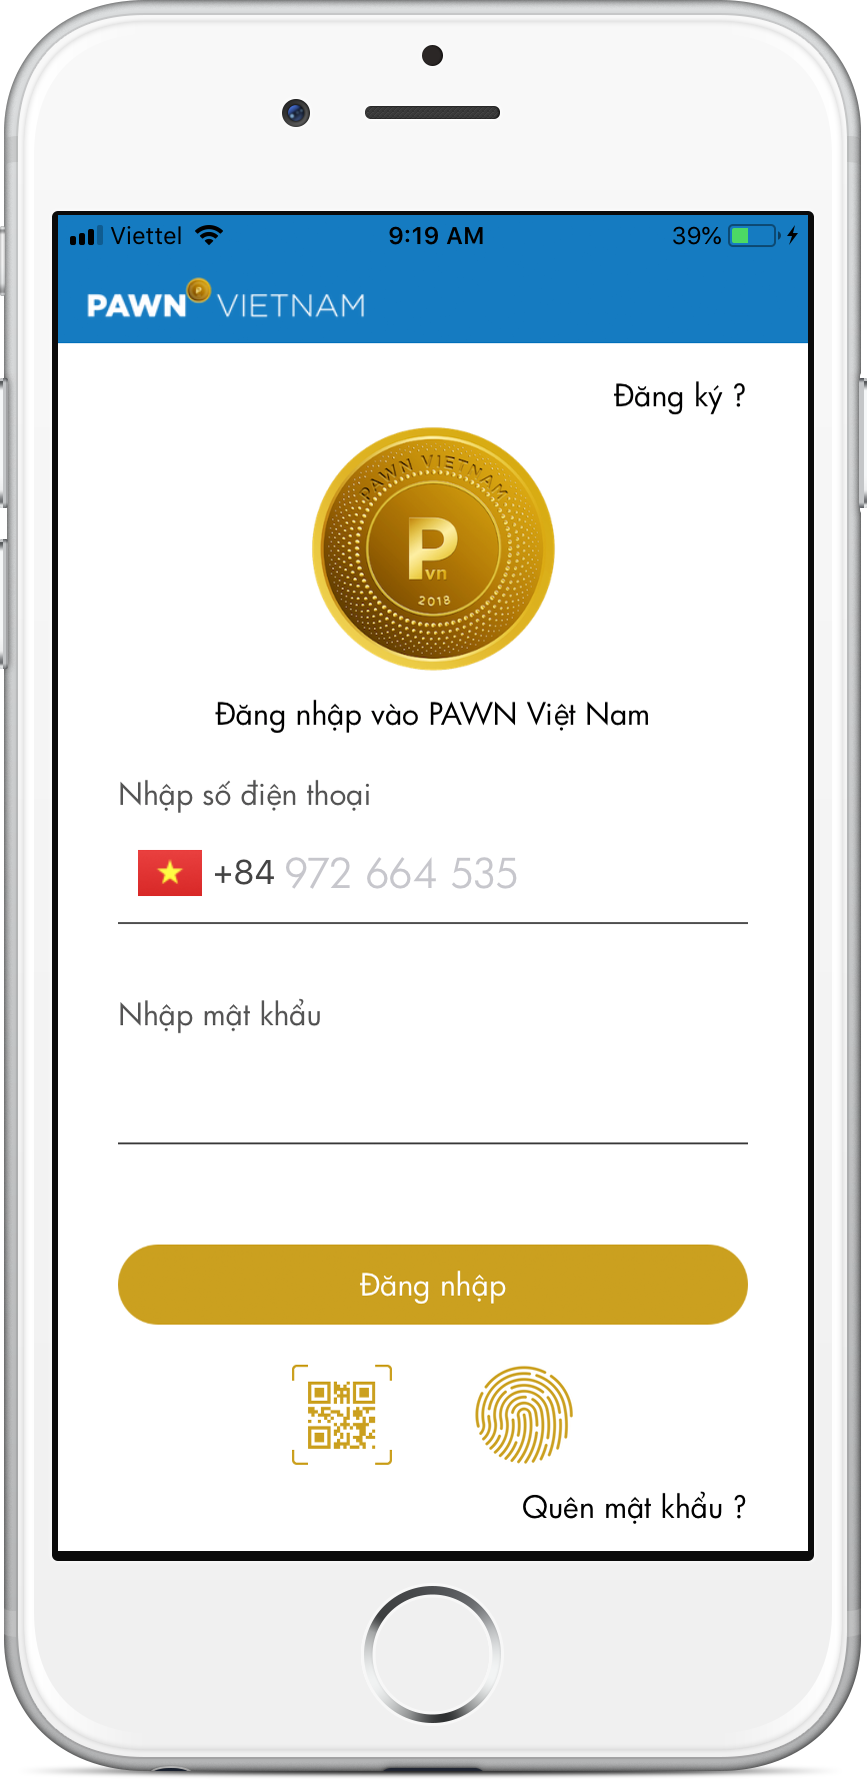 Viettel 9:19 AM 39%
PAWN P VIETNAM
Đăng ký ?
PAWN VIETNAM
P
vn
2018
Đăng nhập vào PAWN Việt Nam
Nhập số điện thoại
+84 972 664 535
Nhập mật khẩu
Đăng nhập
Quên mật khẩu ?